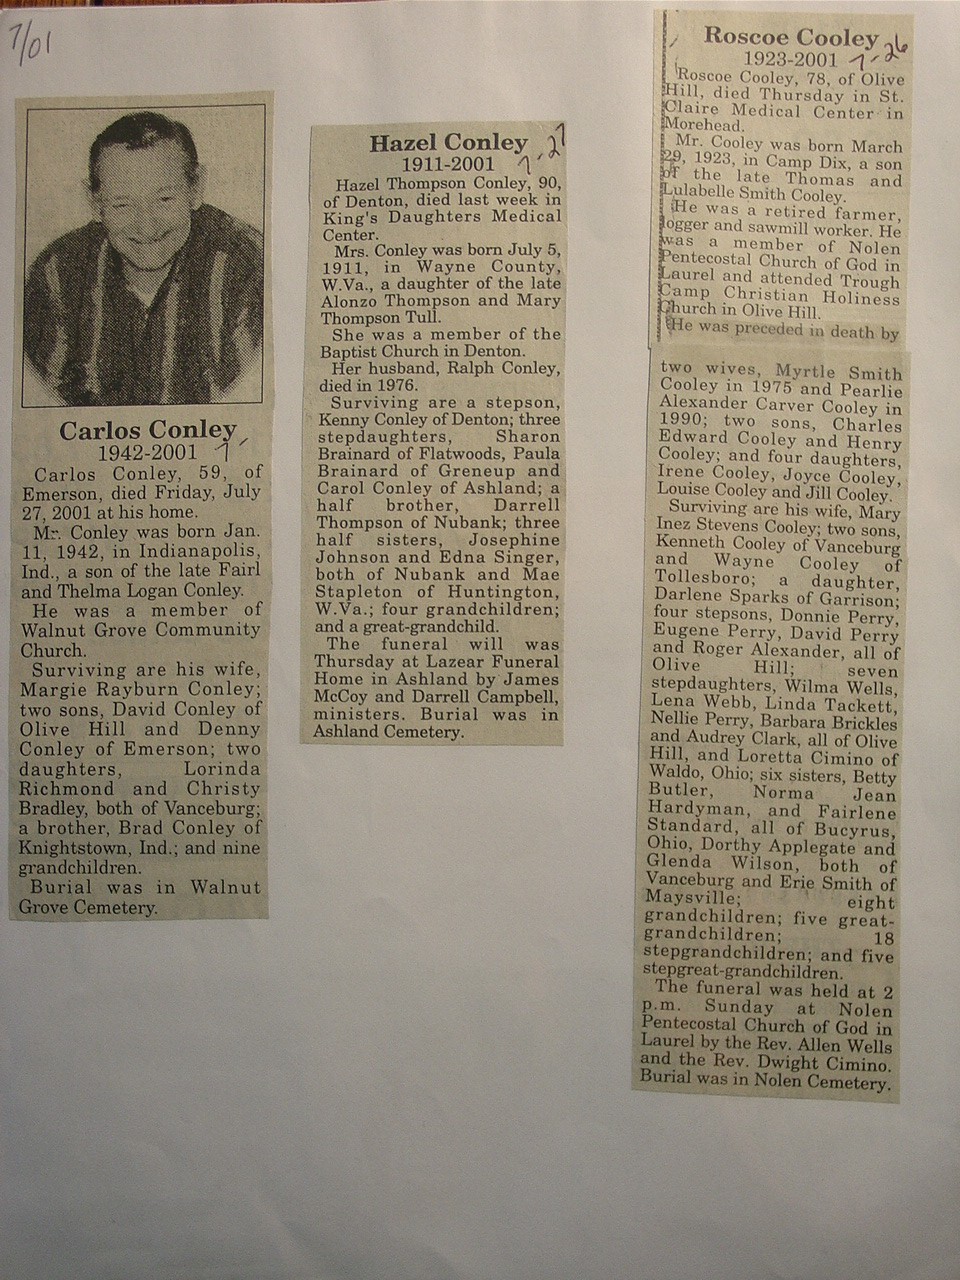 7/01
Carlos Conley
1942-2001 7-
Carlos Conley, 59, of
Emerson, died Friday, July
27, 2001 at his home.
Mr. Conley was born Jan.
11, 1942, in Indianapolis,
Ind., a son of the late Fairl
and Thelma Logan Conley.
He was a member of
Walnut Grove Community
Church.
Surviving are his wife,
Margie Rayburn Conley;
two sons, David Conley of
Olive Hill and Denny
Conley of Emerson; two
daughters, Lorinda
Richmond and Christy
Bradley, both of Vanceburg;
a brother, Brad Conley of
Knightstown, Ind.; and nine
grandchildren.
Burial was in Walnut
Grove Cemetery.
Hazel Conley
1911-2001 7-27
Hazel Thompson Conley, 90,
of Denton, died last week in
King's Daughters Medical
Center.
Mrs. Conley was born July 5,
1911, in Wayne County,
W.Va., a daughter of the late
Alonzo Thompson and Mary
Thompson Tull.
She was a member of the
Baptist Church in Denton.
Her husband, Ralph Conley,
died in 1976.
Surviving are a stepson,
Kenny Conley of Denton; three
stepdaughters, Sharon
Brainard of Flatwoods, Paula
Brainard of Greneup and
Carol Conley of Ashland; a
half brother, Darrell
Thompson of Nubank; three
half sisters, Josephine
Johnson and Edna Singer,
both of Nubank and Mae
Stapleton of Huntington,
W.Va.; four grandchildren;
and a great-grandchild.
The funeral will was
Thursday at Lazear Funeral
Home in Ashland by James
McCoy and Darrell Campbell,
ministers. Burial was in
Ashland Cemetery.
Roscoe Cooley
1923-2001 7-26
Roscoe Cooley, 78, of Olive
Hill, died Thursday in St.
Claire Medical Center in
Morehead.
Mr. Cooley was born March
29, 1923, in Camp Dix, a son
of the late Thomas and
Lulabelle Smith Cooley.
He was a retired farmer,
logger and sawmill worker. He
was a member of Nolen
Pentecostal Church of God in
Laurel and attended Trough
Camp Christian Holiness
Church in Olive Hill.
He was preceded in death by
two wives, Myrtle Smith
Cooley in 1975 and Pearlie
Alexander Carver Cooley in
1990; two sons, Charles
Edward Cooley and Henry
Cooley; and four daughters,
Irene Cooley, Joyce Cooley,
Louise Cooley and Jill Cooley.
Surviving are his wife, Mary
Inez Stevens Cooley; two sons,
Kenneth Cooley of Vanceburg
and Wayne Cooley of
Tollesboro; a daughter,
Darlene Sparks of Garrison;
four stepsons, Donnie Perry,
Eugene Perry, David Perry
and Roger Alexander, all of
Olive Hill; seven
stepdaughters, Wilma Wells,
Lena Webb, Linda Tackett,
Nellie Perry, Barbara Brickles
and Audrey Clark, all of Olive
Hill, and Loretta Cimino of
Waldo, Ohio; six sisters, Betty
Butler, Norma Jean
Hardyman, and Fairlene
Standard, all of Bucyrus,
Ohio, Dorthy Applegate and
Glenda Wilson, both of
Vanceburg and Erie Smith of
Maysville; eight
grandchildren; five great-
grandchildren; 18
stepgrandchildren; and five
stepgreat-grandchildren.
The funeral was held at 2
p.m. Sunday at Nolen
Pentecostal Church of God in
Laurel by the Rev. Allen Wells
and the Rev. Dwight Cimino.
Burial was in Nolen Cemetery.